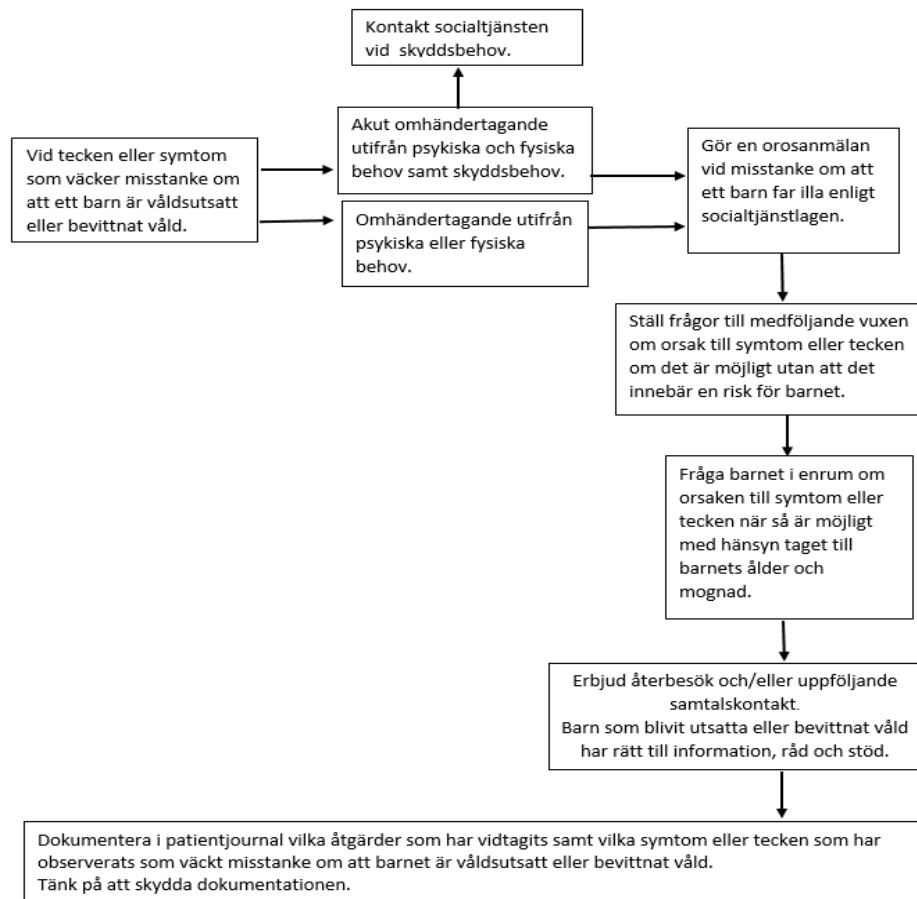 Kontakt socialtjänsten
vid skyddsbehov.
Vid tecken eller symtom
som väcker misstanke om
att ett barn är våldsutsatt
eller bevittnat våld.
Akut omhändertagande
utifrån psykiska och fysiska
behov samt skyddsbehov.
Omhändertagande utifrån
psykiska eller fysiska
behov.
Gör en orosanmälan
vid misstanke om att
ett barn far illa enligt
socialtjänstlagen.
Ställ frågor till medföljande vuxen
om orsak till symtom eller tecken
om det är möjligt utan att det
innebär en risk för barnet.
Fråga barnet i enrum om
orsaken till symtom eller
tecken när så är möjligt
med hänsyn taget till
barnets ålder och
mognad.
Erbjud återbesök och/eller uppföljande
samtalskontakt.
Barn som blivit utsatta eller bevittnat våld
har rätt till information, råd och stöd.
Dokumentera i patientjournal vilka åtgärder som har vidtagits samt vilka symtom eller tecken som har
observerats som väckt misstanke om att barnet är våldsutsatt eller bevittnat våld.
Tänk på att skydda dokumentationen.